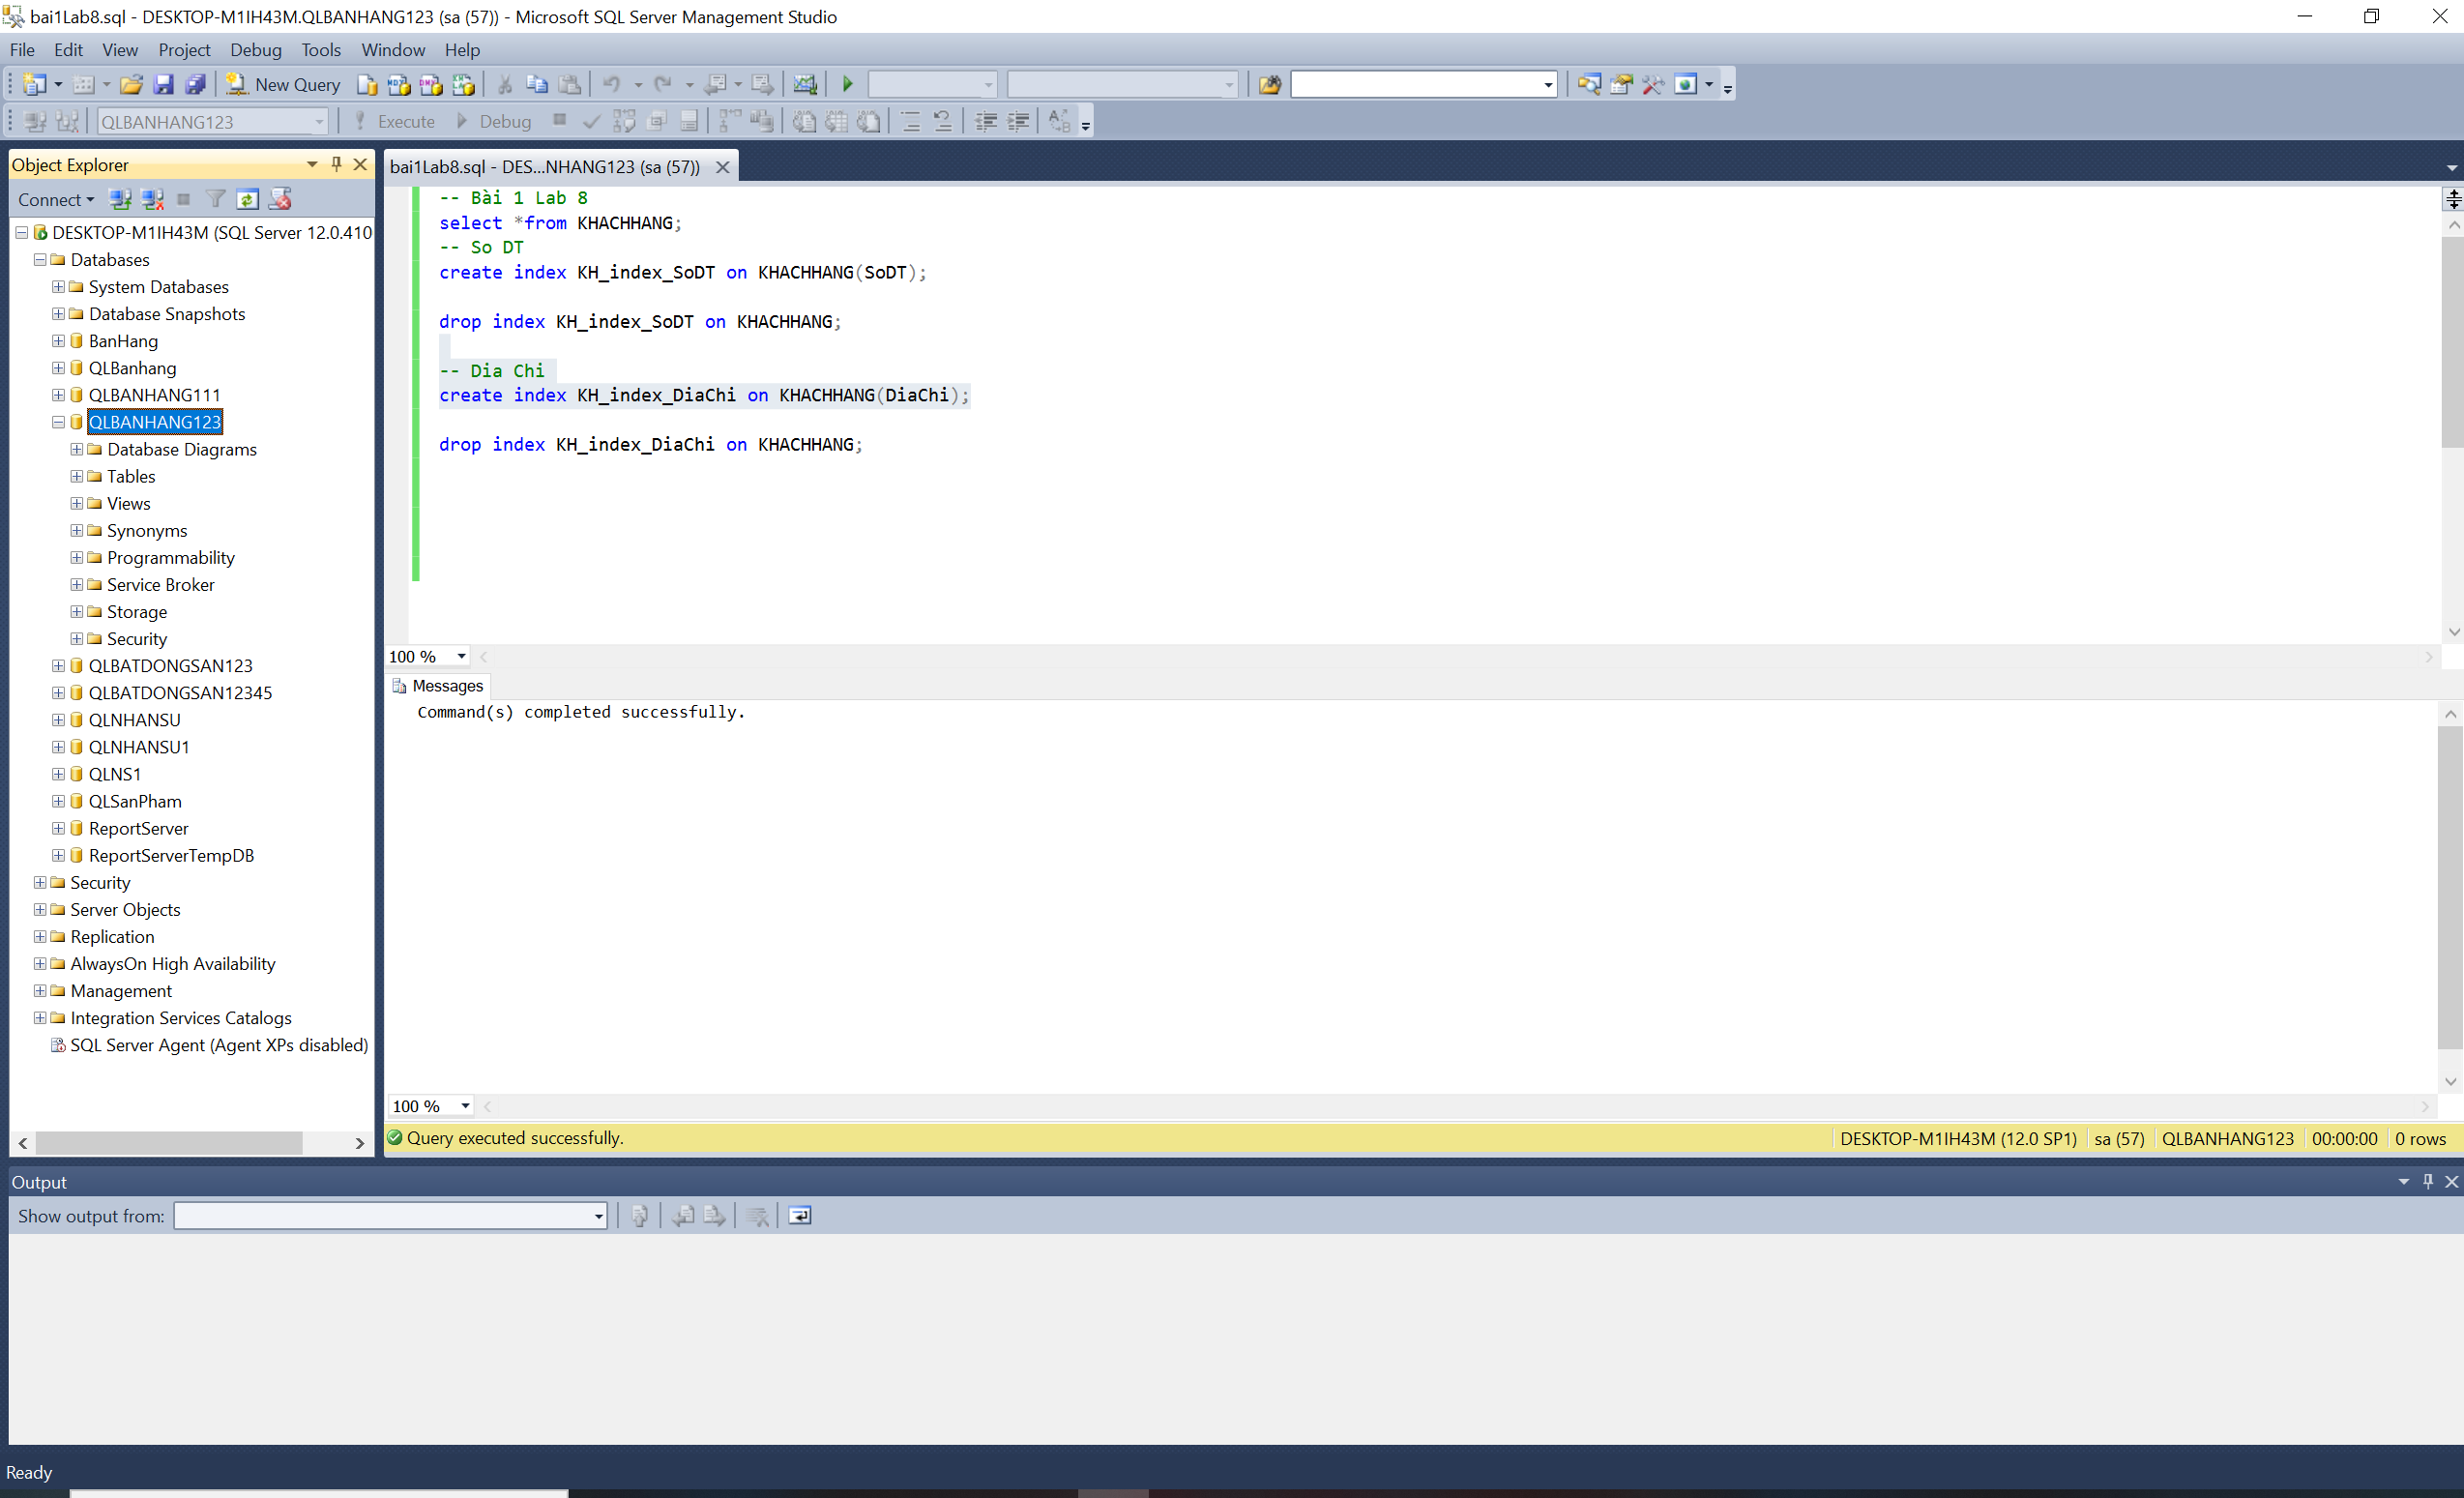 bai1Lab8.sql - DESKTOP-M1IH43M.QLBANHANG123 (sa (57)) - Microsoft SQL Server Management Studio
File Edit View Project Debug Tools Window Help
New Query
QLBANHANG123 Execute Debug
Object Explorer
Connect
DESKTOP-M1IH43M (SQL Server 12.0.410
Databases
System Databases
Database Snapshots
BanHang
QLBanhang
QLBANHANG111
QLBANHANG123
Database Diagrams
Tables
Views
Synonyms
Programmability
Service Broker
Storage
Security
QLBATDONGSAN123
QLBATDONGSAN12345
QLNHANSU
QLNHANSU1
QLNS1
QLSanPham
ReportServer
ReportServerTempDB
Security
Server Objects
Replication
AlwaysOn High Availability
Management
Integration Services Catalogs
SQL Server Agent (Agent XPs disabled)
bai1Lab8.sql - DES...NHANG123 (sa (57))
-- Bài 1 Lab 8
select *from KHACHHANG;
-- So DT
create index KH_index_SoDT on KHACHHANG(SoDT);
drop index KH_index_SoDT on KHACHHANG;
-- Dia Chi
create index KH_index_DiaChi on KHACHHANG(DiaChi);
drop index KH_index_DiaChi on KHACHHANG;
100 %
Messages
Command(s) completed successfully.
100 %
Query executed successfully. DESKTOP-M1IH43M (12.0 SP1) sa (57) QLBANHANG123 00:00:00 0 rows
Output
Show output from:
Ready